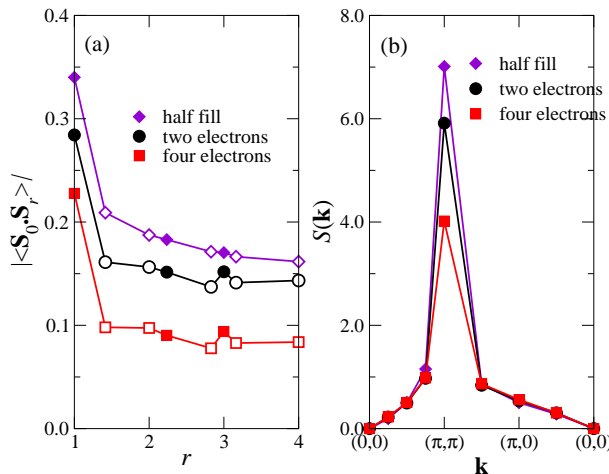 (a)
half fill
two electrons
four electrons
|<S₀•Sᵣ>|
0.4
0.3
0.2
0.1
0.0
1 2 3 4
r
(b)
half fill
two electrons
four electrons
S(k)
8.0
6.0
4.0
2.0
0.0
(0,0) (π,π) (π,0) (0,0)
k